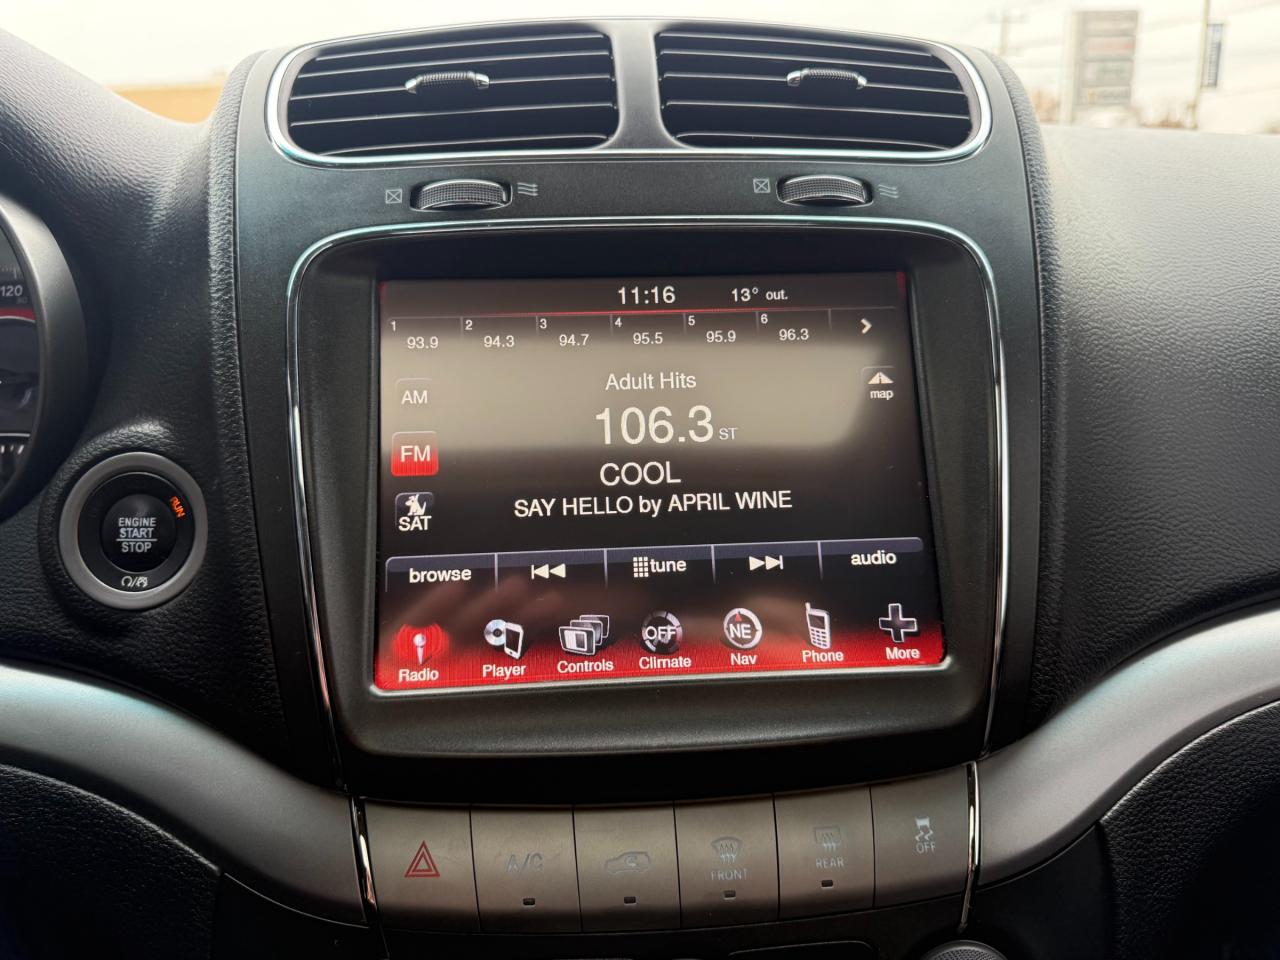 11:16 13° out.
1 2 3 4 5 6
93.9 94.3 94.7 95.5 95.9 96.3
AM
Adult Hits
map
106.3 ST
FM
COOL
SAT
SAY HELLO by APRIL WINE
browse tune audio
OFF NE
Radio Player Controls Climate Nav Phone More
120
ENGINE
START
STOP
RUN
A/C
FRONT
REAR
OFF